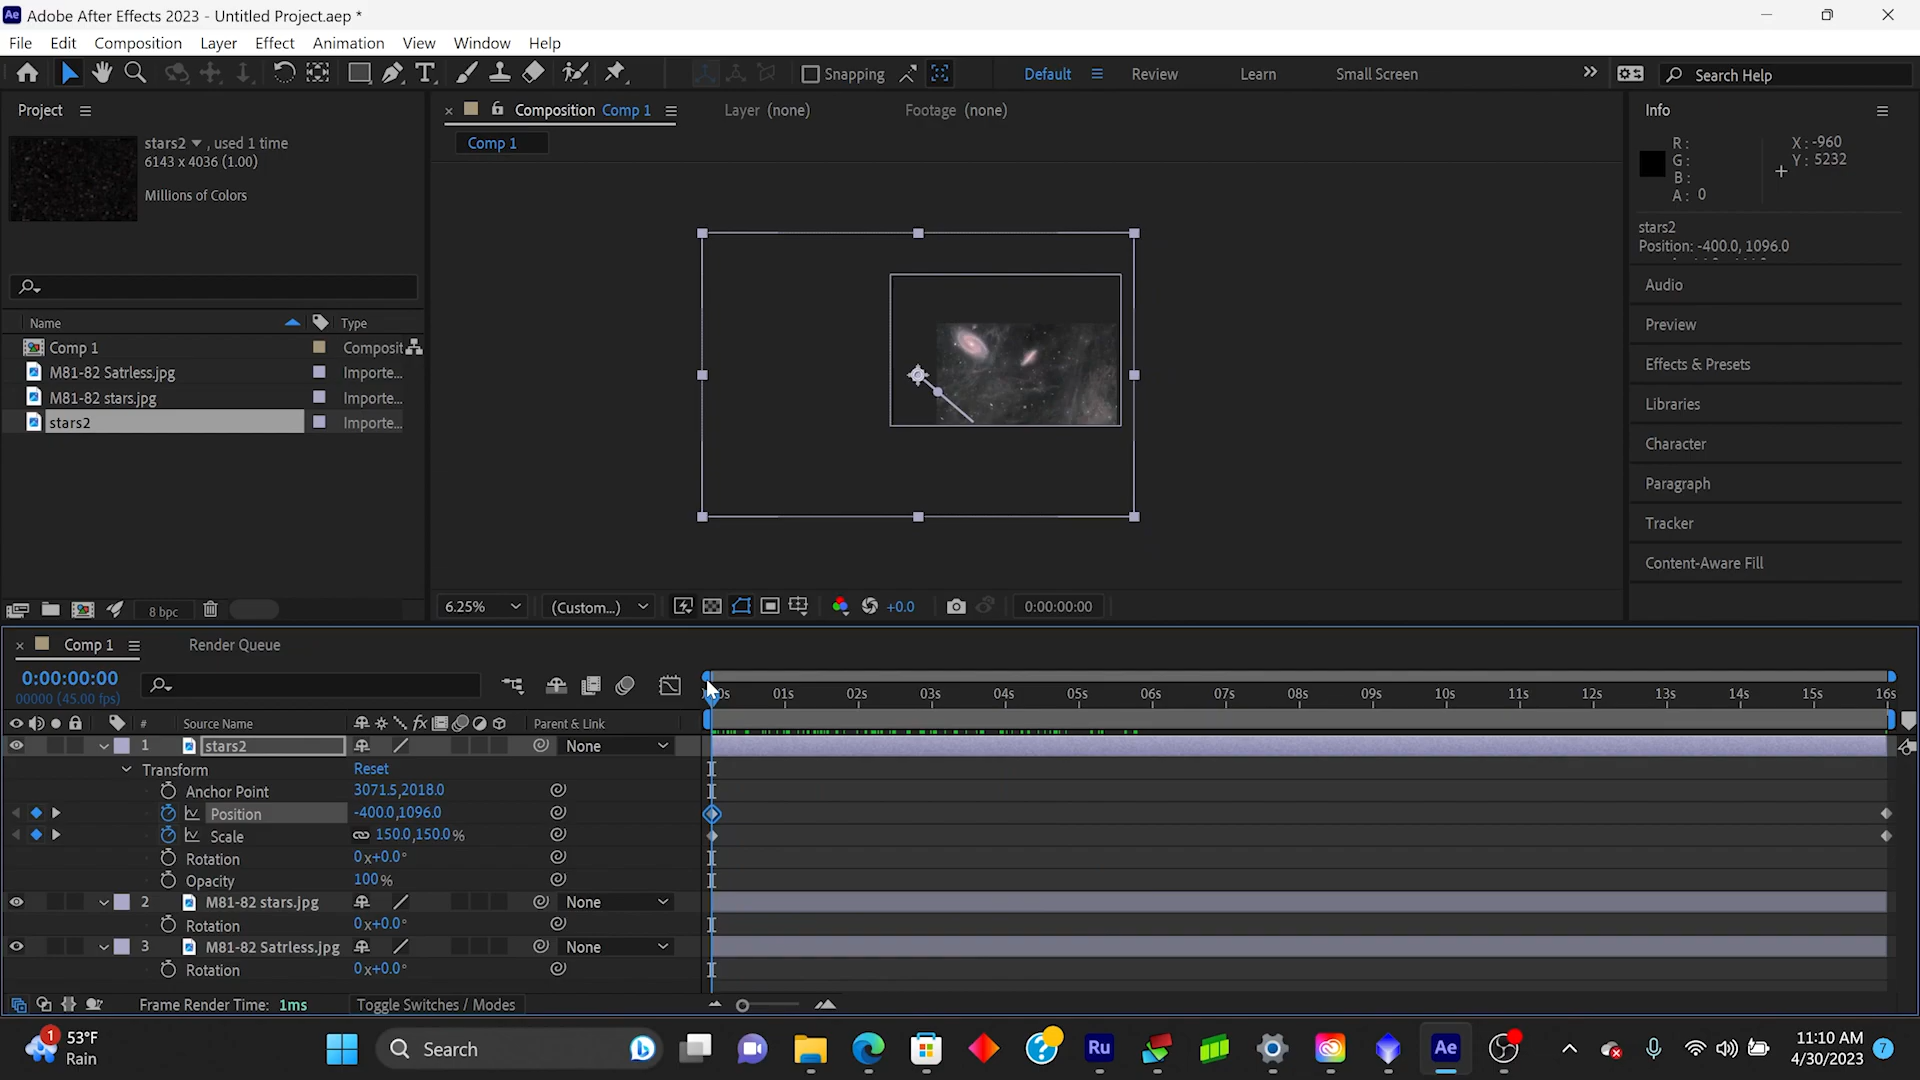 Adobe After Effects 2023 - Untitled Project.aep *
File Edit Composition Layer Effect Animation View Window Help
Snapping Default Review Learn Small Screen Search Help
Project
stars2 , used 1 time
6143 x 4036 (1.00)
Millions of Colors
Name Type
Comp 1 Composit
M81-82 Satrless.jpg Importe...
M81-82 stars.jpg Importe...
stars2 Importe...
8 bpc
Composition Comp 1
Layer (none)
Footage (none)
Comp 1
6.25% (Custom...) +0.0 0:00:00:00
Info
R :
G :
B :
A : 0
X : -960
Y : 5232
stars2
Position: -400.0, 1096.0
Audio
Preview
Effects & Presets
Libraries
Character
Paragraph
Tracker
Content-Aware Fill
Comp 1 Render Queue
0:00:00:00
00000 (45.00 fps)
01s 02s 03s 04s 05s 06s 07s 08s 09s 10s 11s 12s 13s 14s 15s 16s
# Source Name fx Parent & Link
1 stars2 None
Transform Reset
Anchor Point 3071.5,2018.0
Position -400.0,1096.0
Scale 150.0,150.0%
Rotation 0x+0.0°
Opacity 100%
2 M81-82 stars.jpg None
Rotation 0x+0.0°
3 M81-82 Satrless.jpg None
Rotation 0x+0.0°
Frame Render Time: 1ms Toggle Switches / Modes
1
53°F
Rain
Search
Ru
Ae
11:10 AM
4/30/2023
7